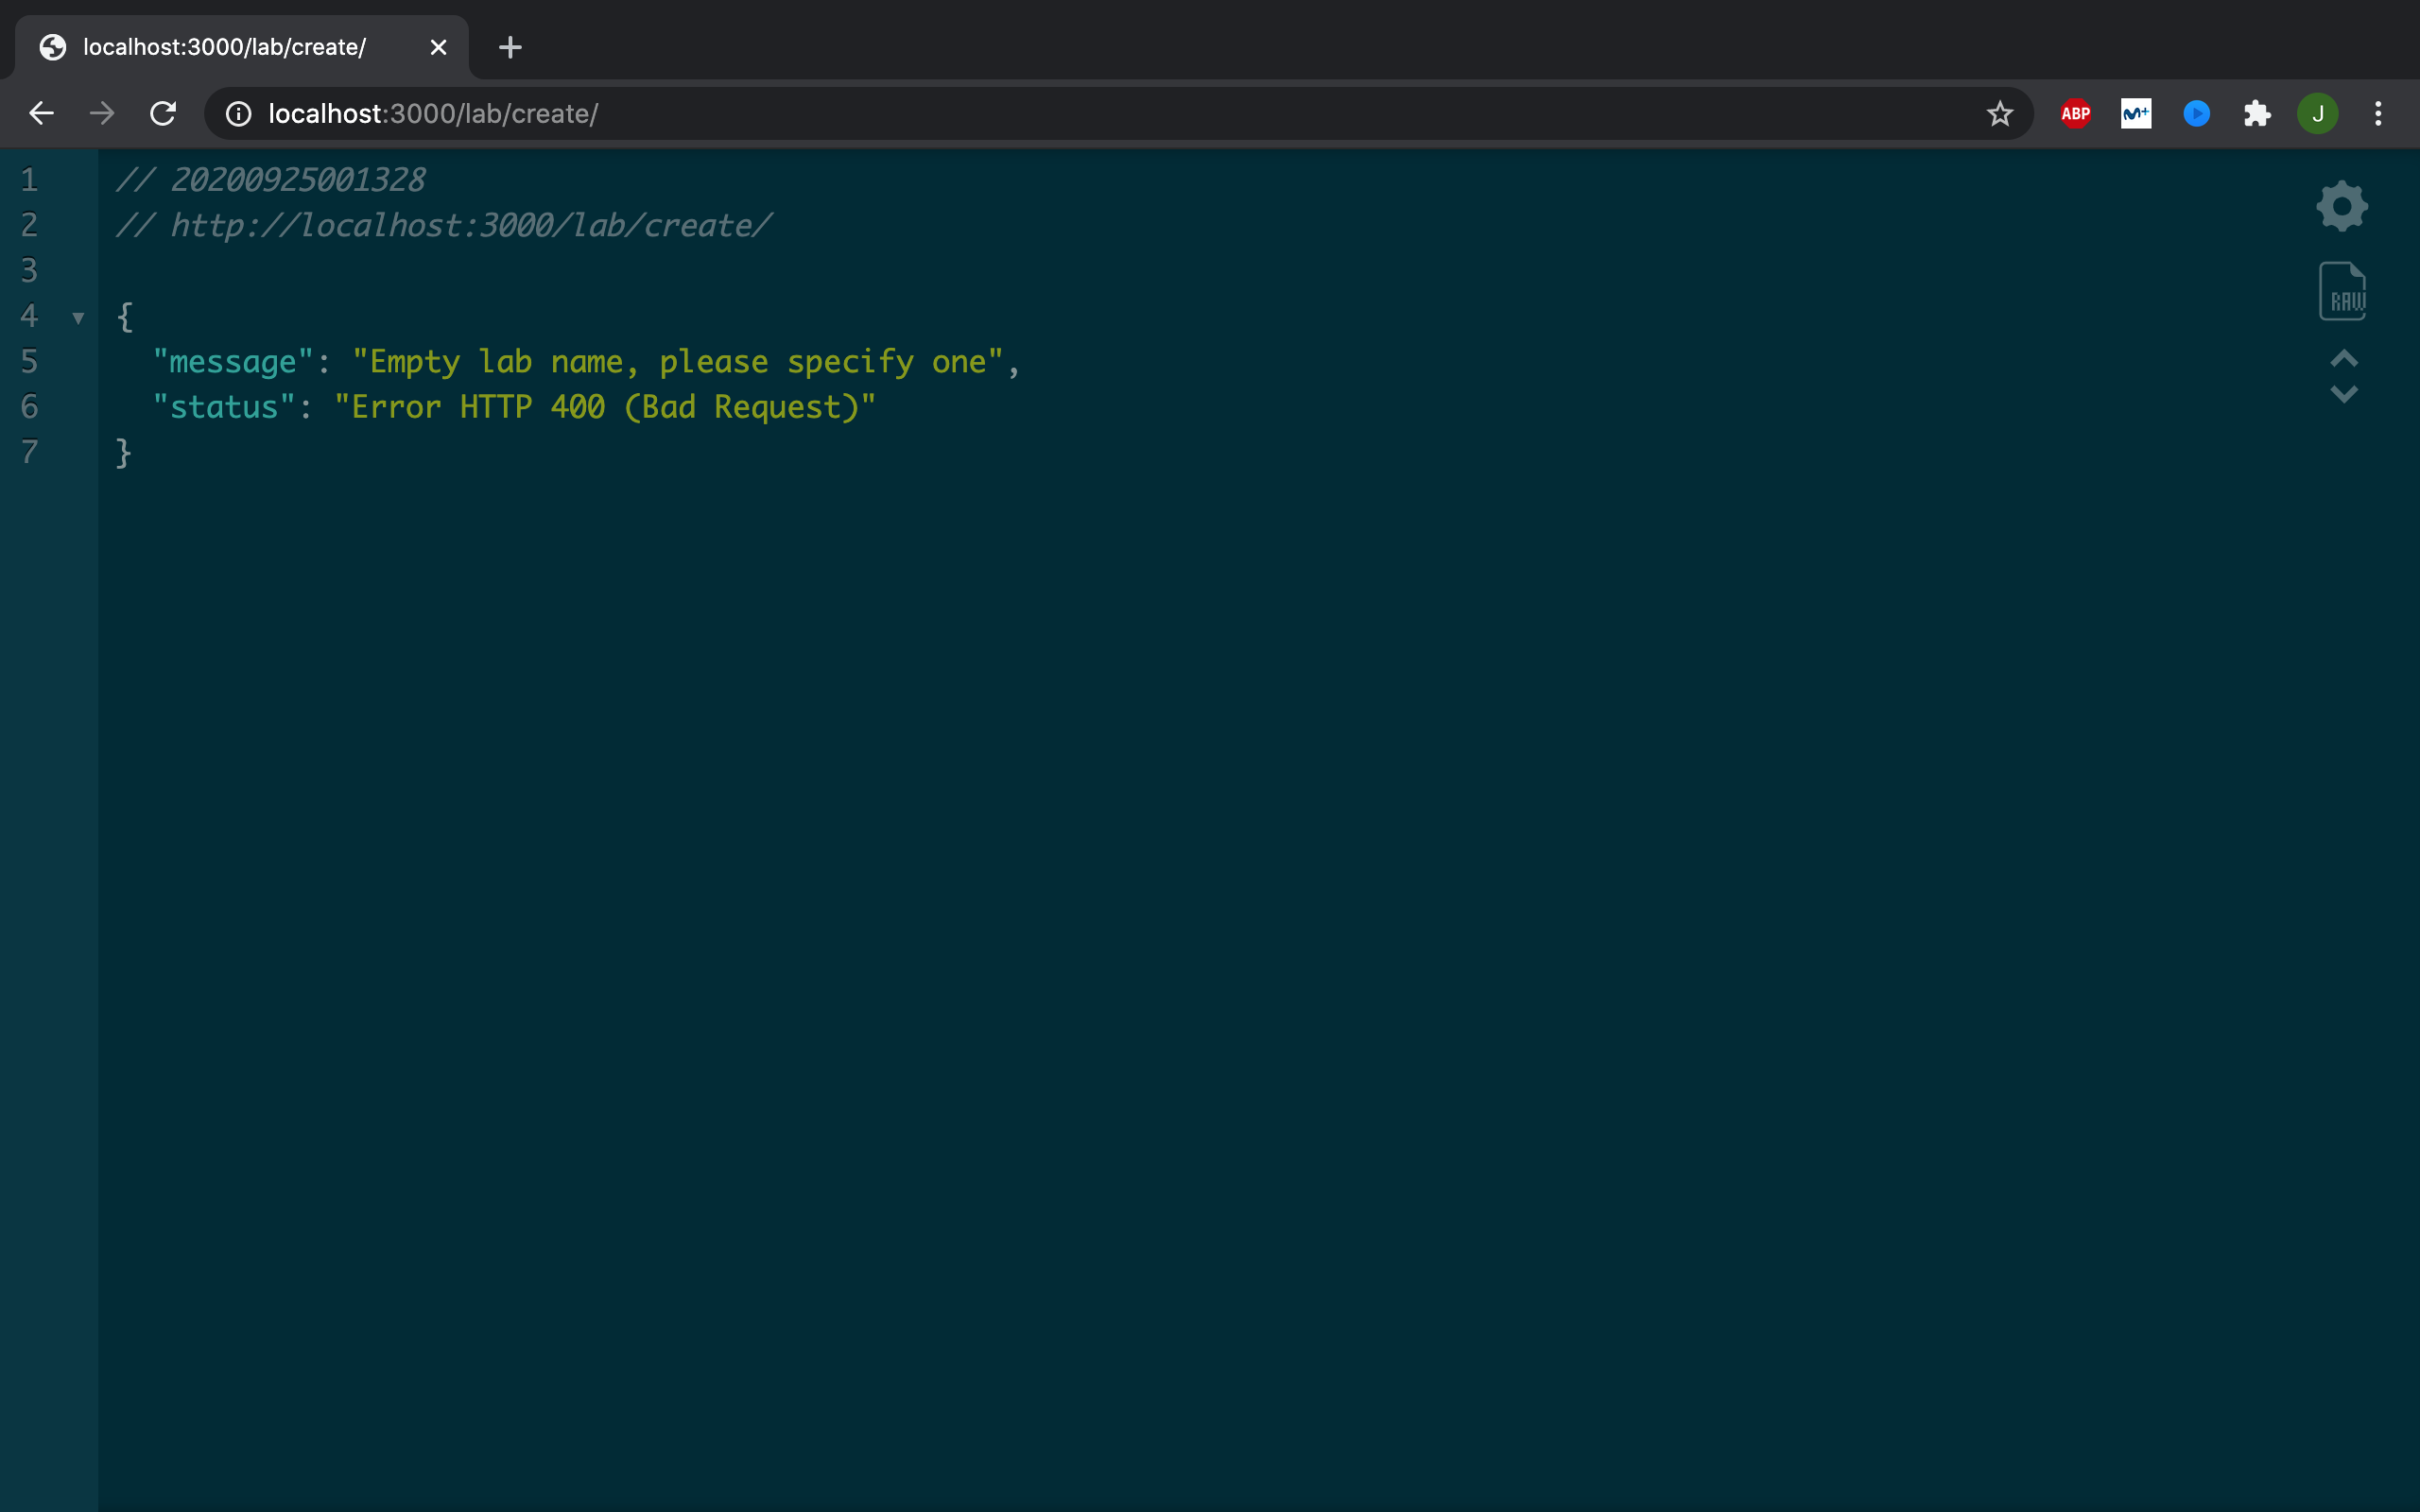 localhost:3000/lab/create/
localhost:3000/lab/create/
ABP
J
1 // 20200925001328
2 // http://localhost:3000/lab/create/
3
4 {
5 "message": "Empty lab name, please specify one",
6 "status": "Error HTTP 400 (Bad Request)"
7 }
RAW